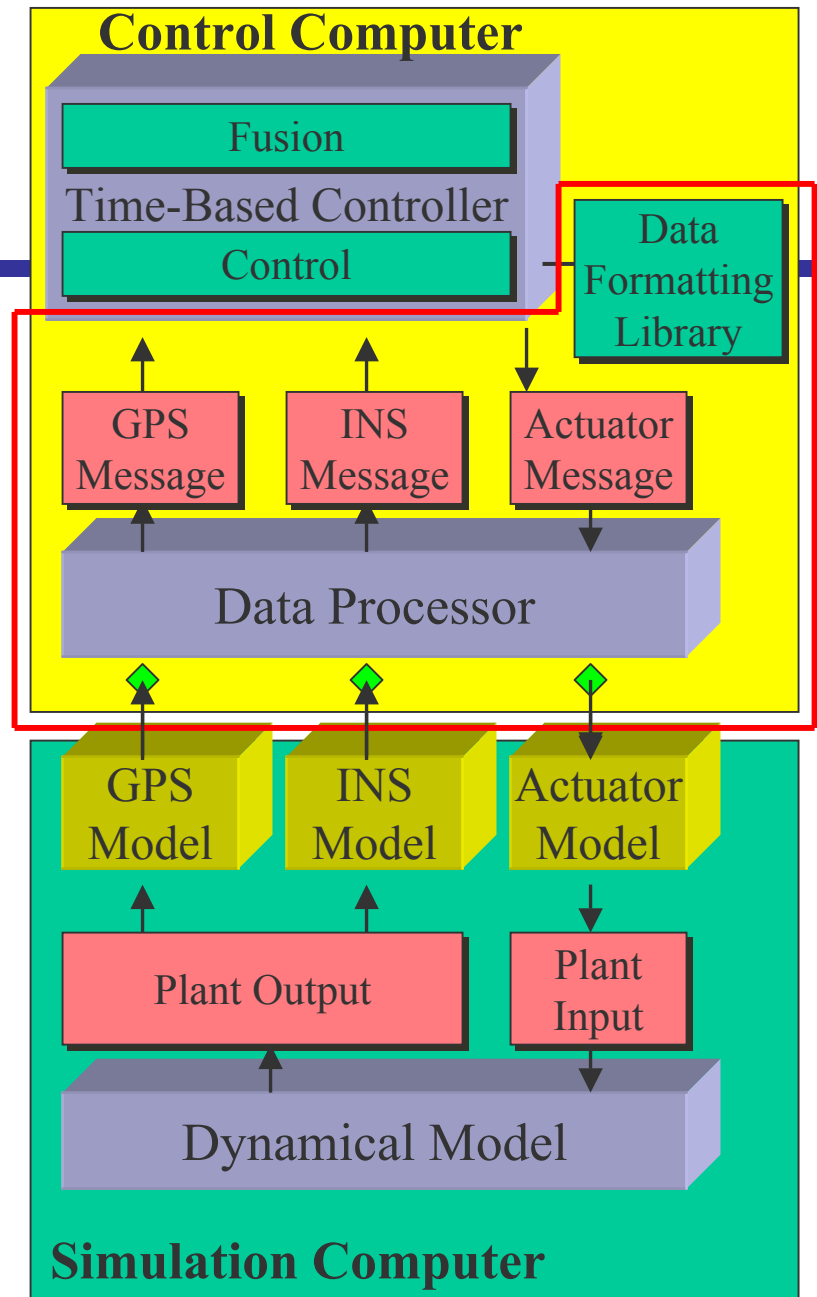 Control Computer
Fusion
Time-Based Controller
Control
Data
Formatting
Library
GPS
Message
INS
Message
Actuator
Message
Data Processor
GPS
Model
INS
Model
Actuator
Model
Plant Output
Plant
Input
Dynamical Model
Simulation Computer